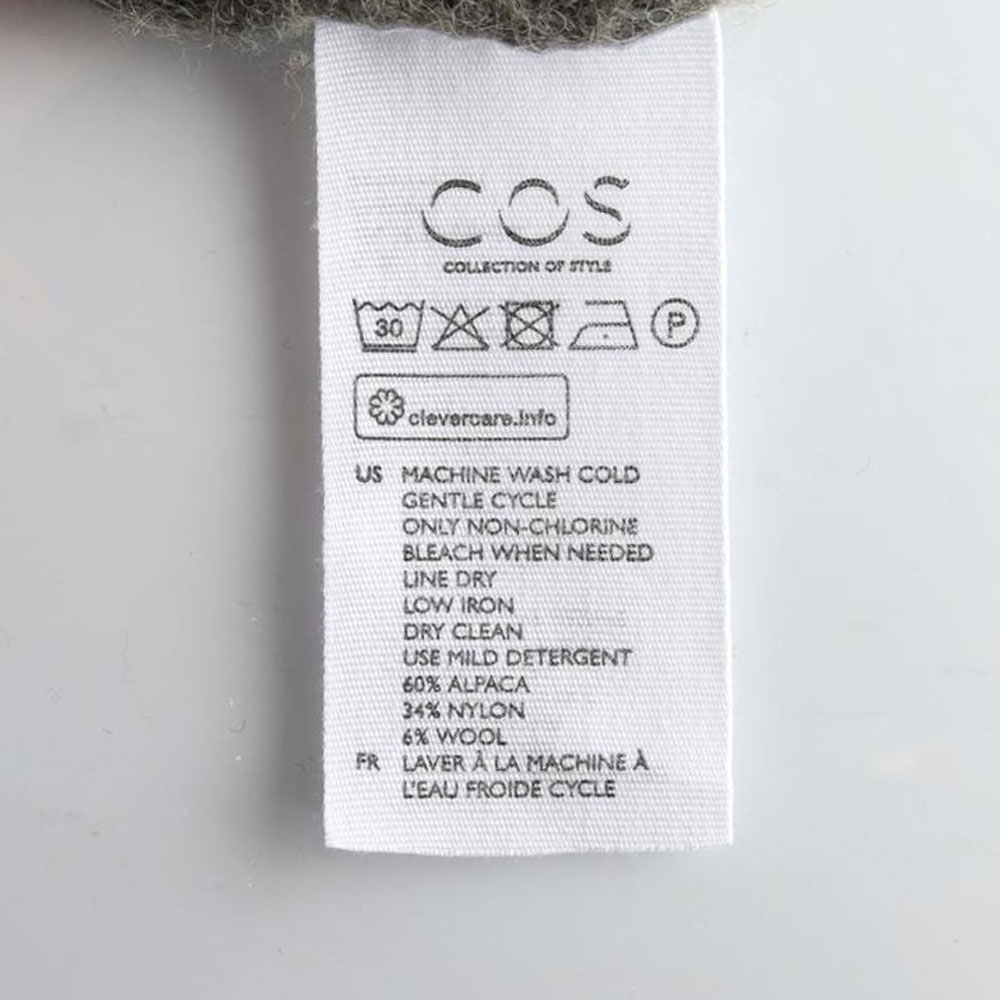 COS
COLLECTION OF STYLE
30 P
clevercare.info
US MACHINE WASH COLD
GENTLE CYCLE
ONLY NON-CHLORINE
BLEACH WHEN NEEDED
LINE DRY
LOW IRON
DRY CLEAN
USE MILD DETERGENT
60% ALPACA
34% NYLON
6% WOOL
FR LAVER À LA MACHINE À
L'EAU FROIDE CYCLE